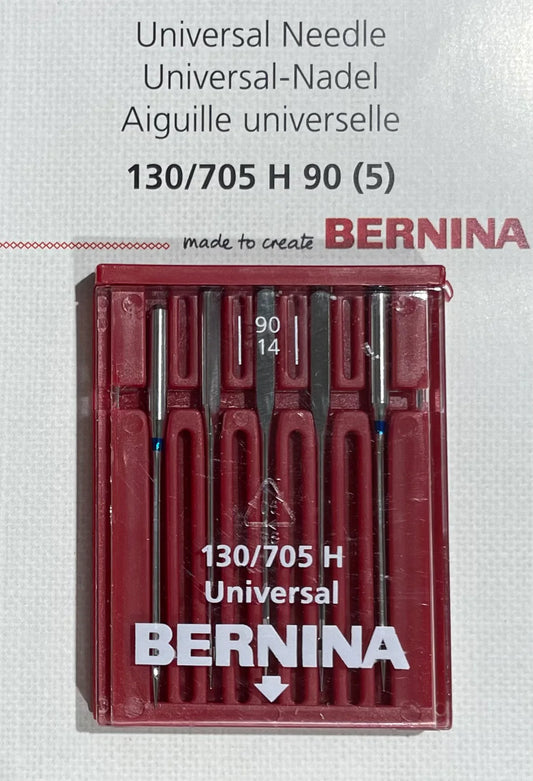 Universal Needle
Universal-Nadel
Aiguille universelle
130/705 H 90 (5)
made to create BERNINA
90
14
130/705 H
Universal
BERNINA